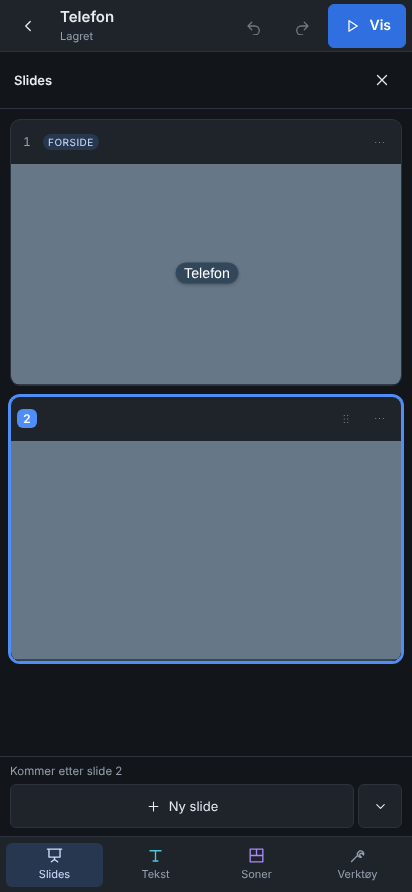 Telefon
Lagret
Vis
Slides
1 FORSIDE
Telefon
2
Kommer etter slide 2
Ny slide
Slides
Tekst
Soner
Verktøy